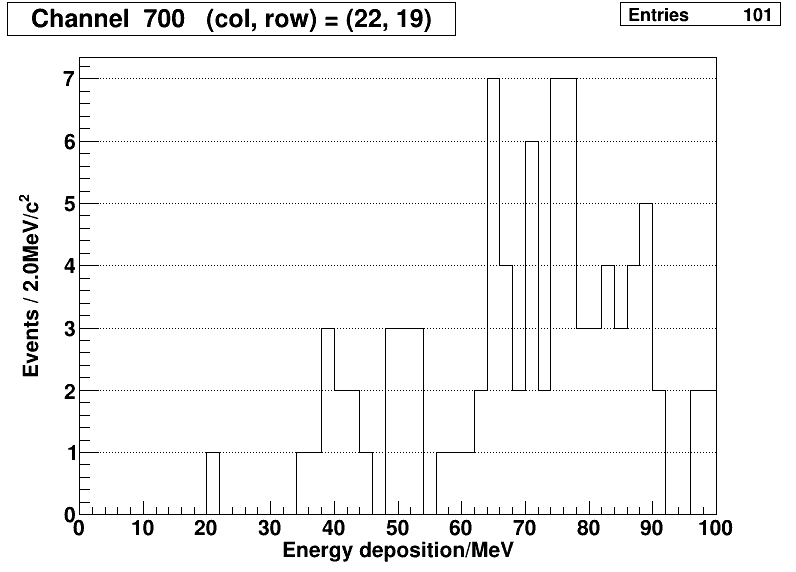 Channel 700 (col, row) = (22, 19)
Entries 101
Events / 2.0MeV/c²
7
6
5
4
3
2
1
0
0 10 20 30 40 50 60 70 80 90 100
Energy deposition/MeV